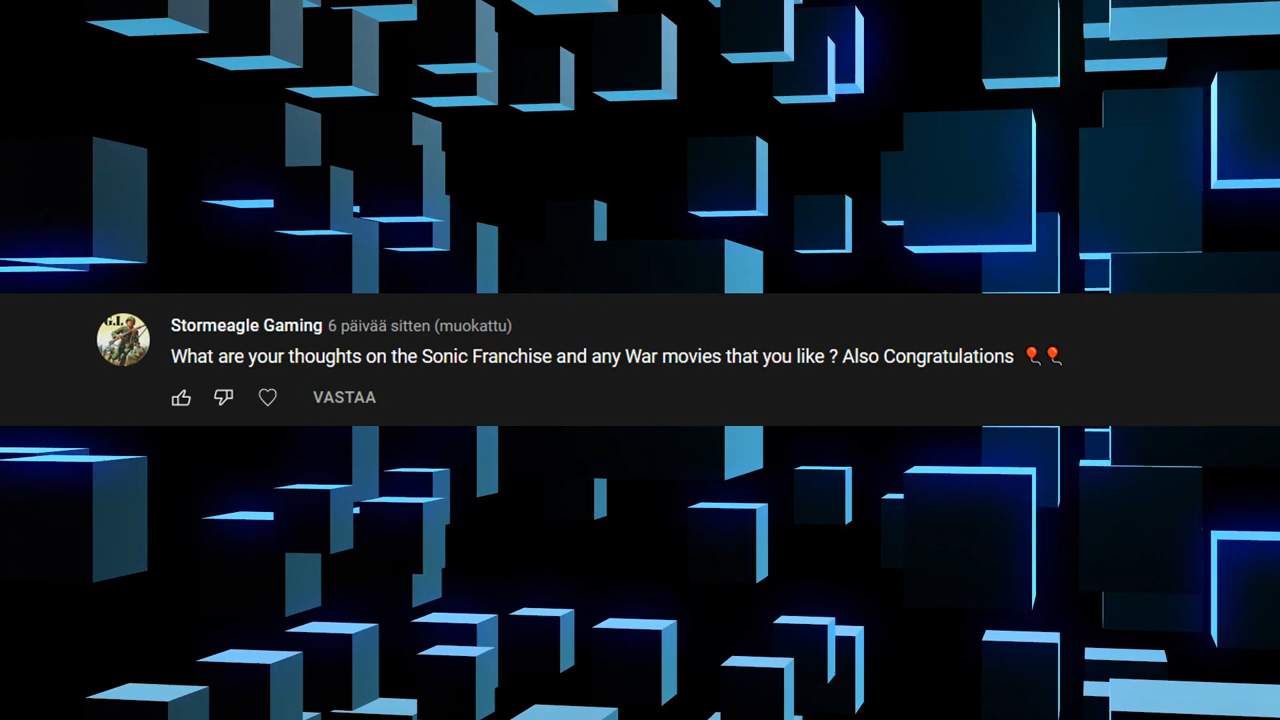 G.I.
Stormeagle Gaming 6 päivää sitten (muokattu)
What are your thoughts on the Sonic Franchise and any War movies that you like ? Also Congratulations 🎈🎈
VASTAA